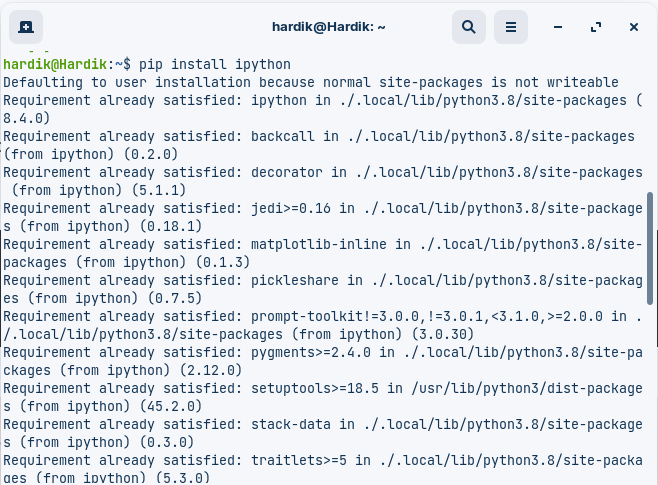 hardik@Hardik: ~
hardik@Hardik:~$ pip install ipython
Defaulting to user installation because normal site-packages is not writeable
Requirement already satisfied: ipython in ./.local/lib/python3.8/site-packages (
8.4.0)
Requirement already satisfied: backcall in ./.local/lib/python3.8/site-packages
(from ipython) (0.2.0)
Requirement already satisfied: decorator in ./.local/lib/python3.8/site-packages
 (from ipython) (5.1.1)
Requirement already satisfied: jedi>=0.16 in ./.local/lib/python3.8/site-package
s (from ipython) (0.18.1)
Requirement already satisfied: matplotlib-inline in ./.local/lib/python3.8/site-
packages (from ipython) (0.1.3)
Requirement already satisfied: pickleshare in ./.local/lib/python3.8/site-packag
es (from ipython) (0.7.5)
Requirement already satisfied: prompt-toolkit!=3.0.0,!=3.0.1,<3.1.0,>=2.0.0 in .
/.local/lib/python3.8/site-packages (from ipython) (3.0.30)
Requirement already satisfied: pygments>=2.4.0 in ./.local/lib/python3.8/site-pa
ckages (from ipython) (2.12.0)
Requirement already satisfied: setuptools>=18.5 in /usr/lib/python3/dist-package
s (from ipython) (45.2.0)
Requirement already satisfied: stack-data in ./.local/lib/python3.8/site-package
s (from ipython) (0.3.0)
Requirement already satisfied: traitlets>=5 in ./.local/lib/python3.8/site-packa
ges (from ipython) (5.3.0)